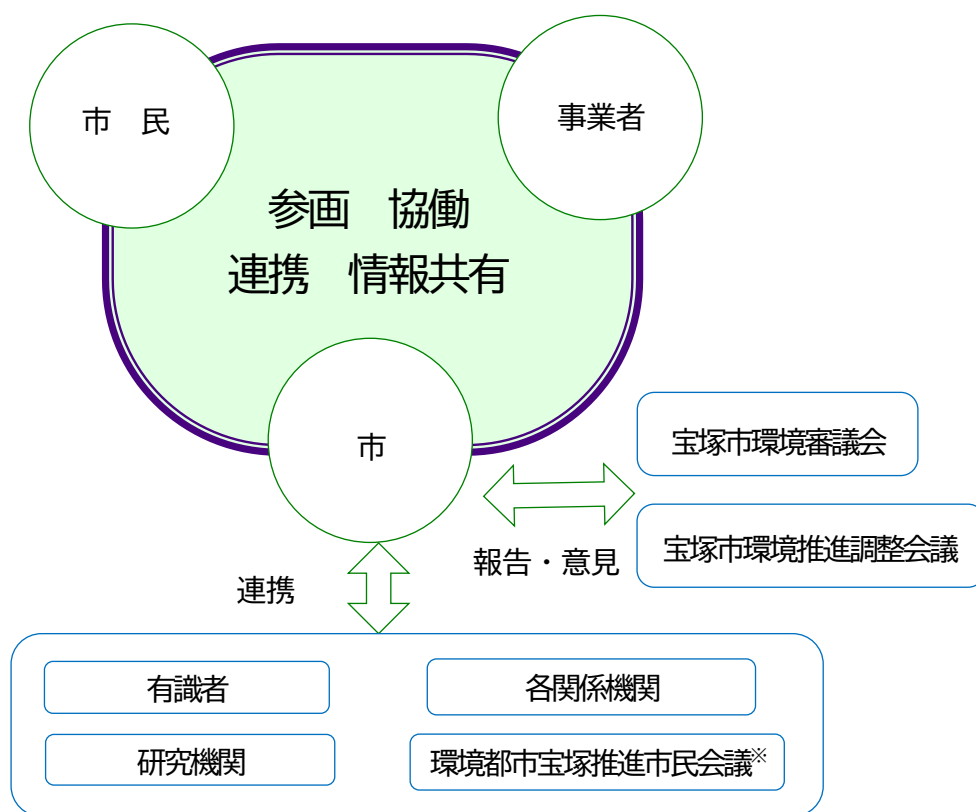 市　民
事業者
参画　協働
連携　情報共有
市
宝塚市環境審議会
宝塚市環境推進調整会議
報告・意見
連携
有識者
各関係機関
研究機関
環境都市宝塚推進市民会議※